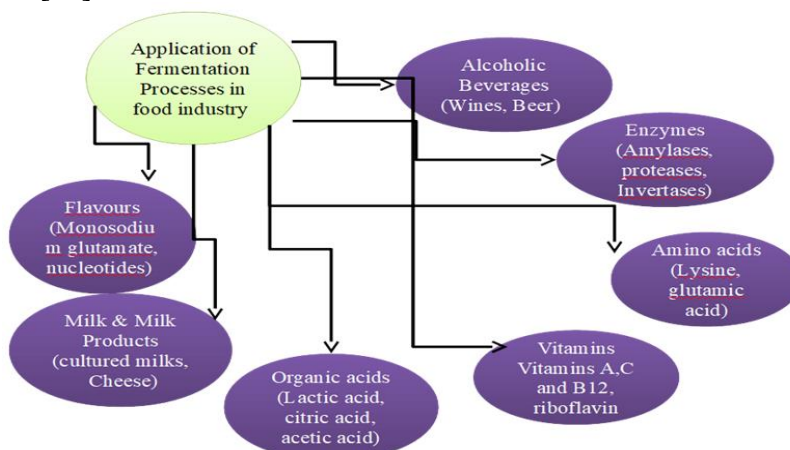 Application of
Fermentation
Processes in
food industry
Alcoholic
Beverages
(Wines, Beer)
Enzymes
(Amylases,
proteases,
Invertases)
Flavours
(Monosodiu
m glutamate,
nucleotides)
Amino acids
(Lysine,
glutamic
acid)
Milk & Milk
Products
(cultured milks,
Cheese)
Organic acids
(Lactic acid,
citric acid,
acetic acid)
Vitamins
Vitamins A,C
and B12,
riboflavin